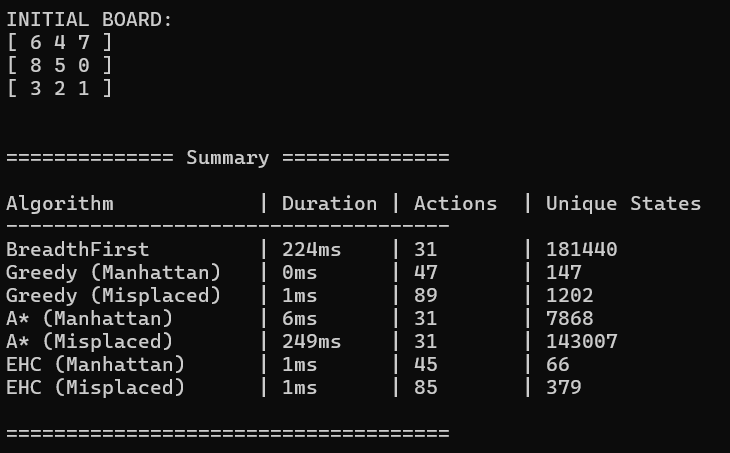 INITIAL BOARD:
[ 6 4 7 ]
[ 8 5 0 ]
[ 3 2 1 ]
============== Summary ==============
Algorithm | Duration | Actions | Unique States
-------------------------------------
BreadthFirst | 224ms | 31 | 181440
Greedy (Manhattan) | 0ms | 47 | 147
Greedy (Misplaced) | 1ms | 89 | 1202
A* (Manhattan) | 6ms | 31 | 7868
A* (Misplaced) | 249ms | 31 | 143007
EHC (Manhattan) | 1ms | 45 | 66
EHC (Misplaced) | 1ms | 85 | 379
=====================================